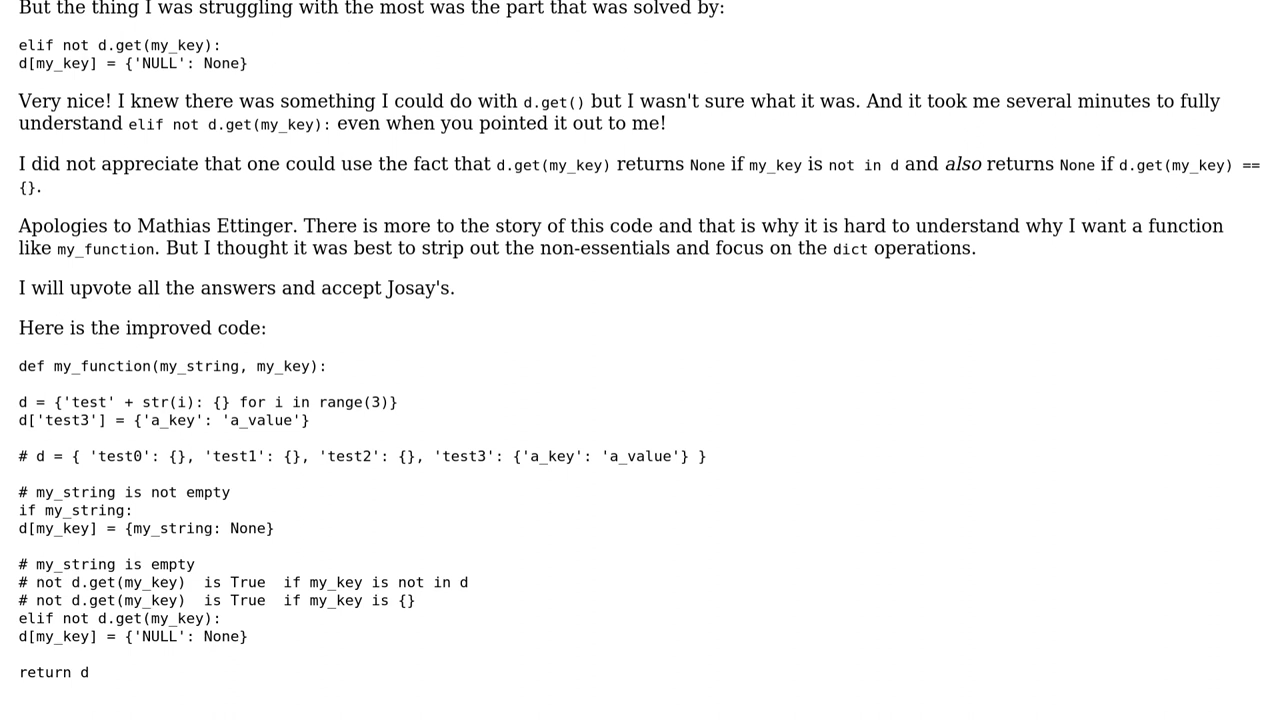 But the thing I was struggling with the most was the part that was solved by:
elif not d.get(my_key):
d[my_key] = {'NULL': None}
Very nice! I knew there was something I could do with d.get() but I wasn't sure what it was. And it took me several minutes to fully
understand elif not d.get(my_key): even when you pointed it out to me!
I did not appreciate that one could use the fact that d.get(my_key) returns None if my_key is not in d and also returns None if d.get(my_key) ==
{}.
Apologies to Mathias Ettinger. There is more to the story of this code and that is why it is hard to understand why I want a function
like my_function. But I thought it was best to strip out the non-essentials and focus on the dict operations.
I will upvote all the answers and accept Josay's.
Here is the improved code:
def my_function(my_string, my_key):
d = {'test' + str(i): {} for i in range(3)}
d['test3'] = {'a_key': 'a_value'}
# d = { 'test0': {}, 'test1': {}, 'test2': {}, 'test3': {'a_key': 'a_value'} }
# my_string is not empty
if my_string:
d[my_key] = {my_string: None}
# my_string is empty
# not d.get(my_key)  is True  if my_key is not in d
# not d.get(my_key)  is True  if my_key is {}
elif not d.get(my_key):
d[my_key] = {'NULL': None}
return d